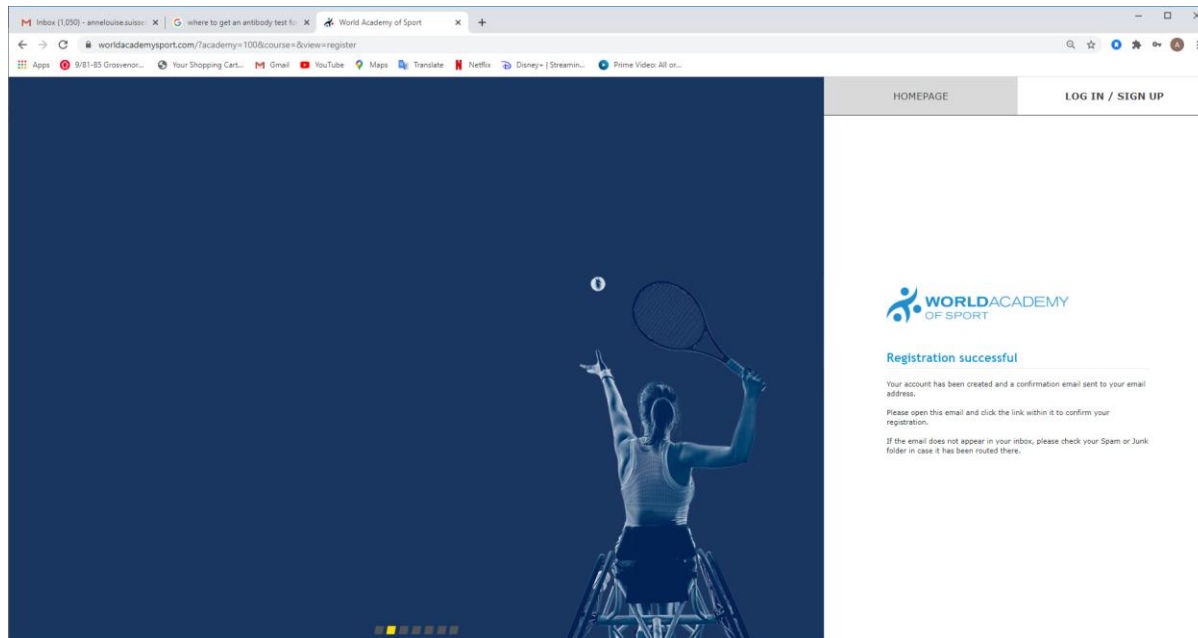 Inbox (1,050) - annelouise.suisse
where to get an antibody test fo
World Academy of Sport
worldacademysport.com/?academy=100&course=&view=register
Apps
9/81-85 Grosvenor...
Your Shopping Cart...
Gmail
YouTube
Maps
Translate
Netflix
Disney+ | Streamin...
Prime Video: All or...
HOMEPAGE
LOG IN / SIGN UP
WORLDACADEMY
OF SPORT
Registration successful
Your account has been created and a confirmation email sent to your email
address.
Please open this email and click the link within it to confirm your
registration.
If the email does not appear in your inbox, please check your Spam or Junk
folder in case it has been routed there.